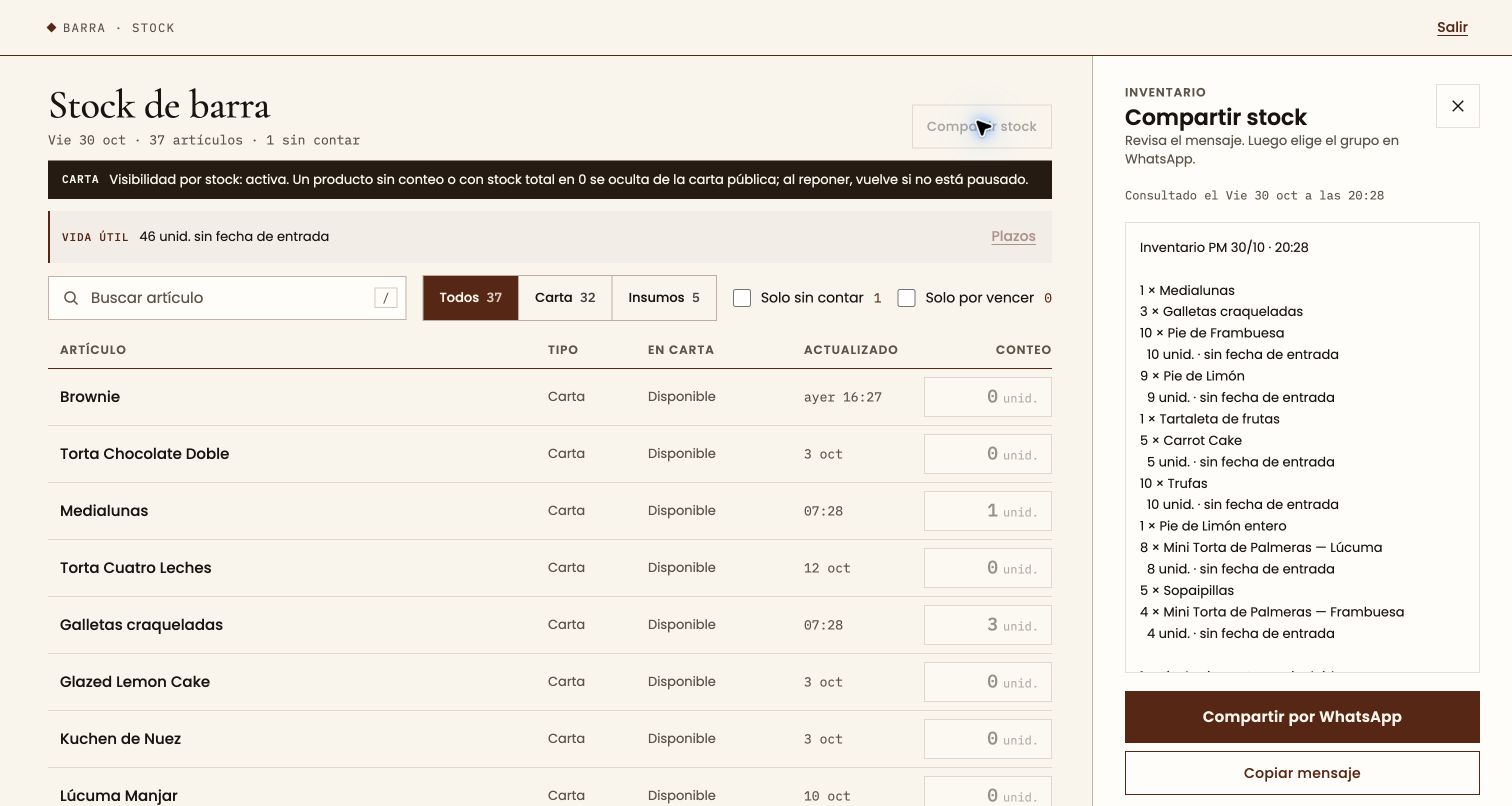 BARRA · STOCK
Salir
Stock de barra
Vie 30 oct · 37 artículos · 1 sin contar
Compartir stock
CARTA Visibilidad por stock: activa. Un producto sin conteo o con stock total en 0 se oculta de la carta pública; al reponer, vuelve si no está pausado.
VIDA ÚTIL 46 unid. sin fecha de entrada
Plazos
Buscar artículo /
Todos 37 Carta 32 Insumos 5
Solo sin contar 1 Solo por vencer 0
ARTÍCULO TIPO EN CARTA ACTUALIZADO CONTEO
Brownie Carta Disponible ayer 16:27 0 unid.
Torta Chocolate Doble Carta Disponible 3 oct 0 unid.
Medialunas Carta Disponible 07:28 1 unid.
Torta Cuatro Leches Carta Disponible 12 oct 0 unid.
Galletas craqueladas Carta Disponible 07:28 3 unid.
Glazed Lemon Cake Carta Disponible 3 oct 0 unid.
Kuchen de Nuez Carta Disponible 3 oct 0 unid.
Lúcuma Manjar Carta Disponible 10 oct 0 unid.
INVENTARIO
Compartir stock
Revisa el mensaje. Luego elige el grupo en
WhatsApp.
Consultado el Vie 30 oct a las 20:28
Inventario PM 30/10 · 20:28
1 × Medialunas
3 × Galletas craqueladas
10 × Pie de Frambuesa
10 unid. · sin fecha de entrada
9 × Pie de Limón
9 unid. · sin fecha de entrada
1 × Tartaleta de frutas
5 × Carrot Cake
5 unid. · sin fecha de entrada
10 × Trufas
10 unid. · sin fecha de entrada
1 × Pie de Limón entero
8 × Mini Torta de Palmeras — Lúcuma
8 unid. · sin fecha de entrada
5 × Sopaipillas
4 × Mini Torta de Palmeras — Frambuesa
4 unid. · sin fecha de entrada
Compartir por WhatsApp
Copiar mensaje